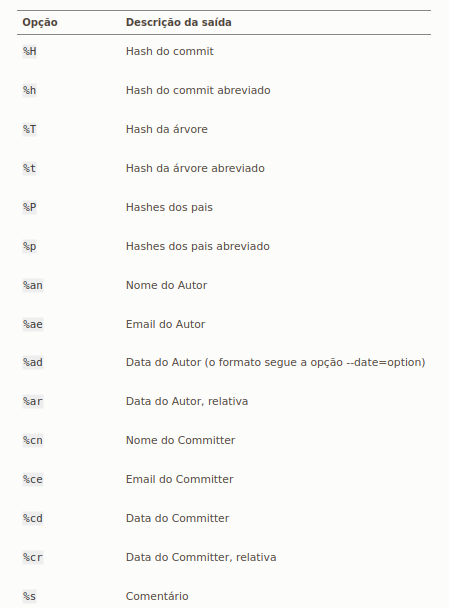 Opção Descrição da saída
%H Hash do commit
%h Hash do commit abreviado
%T Hash da árvore
%t Hash da árvore abreviado
%P Hashes dos pais
%p Hashes dos pais abreviado
%an Nome do Autor
%ae Email do Autor
%ad Data do Autor (o formato segue a opção --date=option)
%ar Data do Autor, relativa
%cn Nome do Committer
%ce Email do Committer
%cd Data do Committer
%cr Data do Committer, relativa
%s Comentário